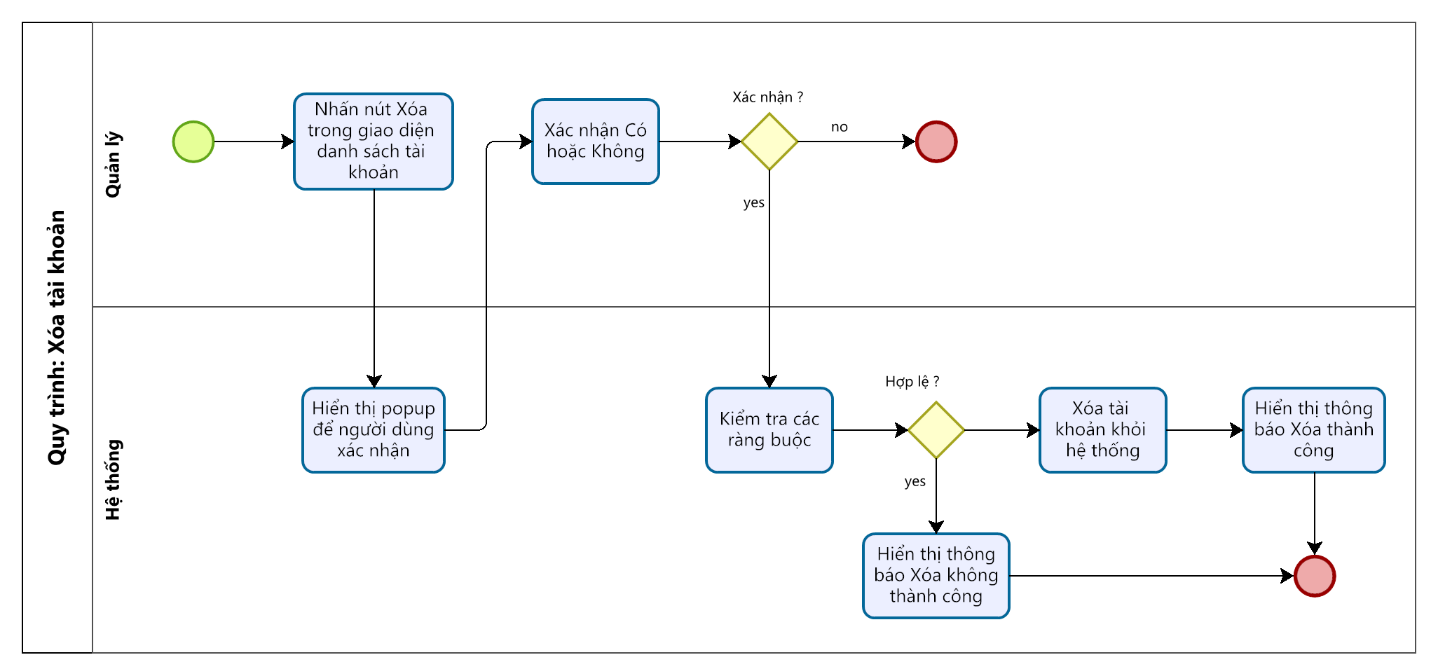 Quy trình: Xóa tài khoản
Quản lý
Nhấn nút Xóa
trong giao diện
danh sách tài
khoản
Xác nhận Có
hoặc Không
Xác nhận ?
no
yes
Hệ thống
Hiển thị popup
để người dùng
xác nhận
Kiểm tra các
ràng buộc
Hợp lệ ?
yes
Xóa tài
khoản khỏi
hệ thống
Hiển thị thông
báo Xóa thành
công
Hiển thị thông
báo Xóa không
thành công